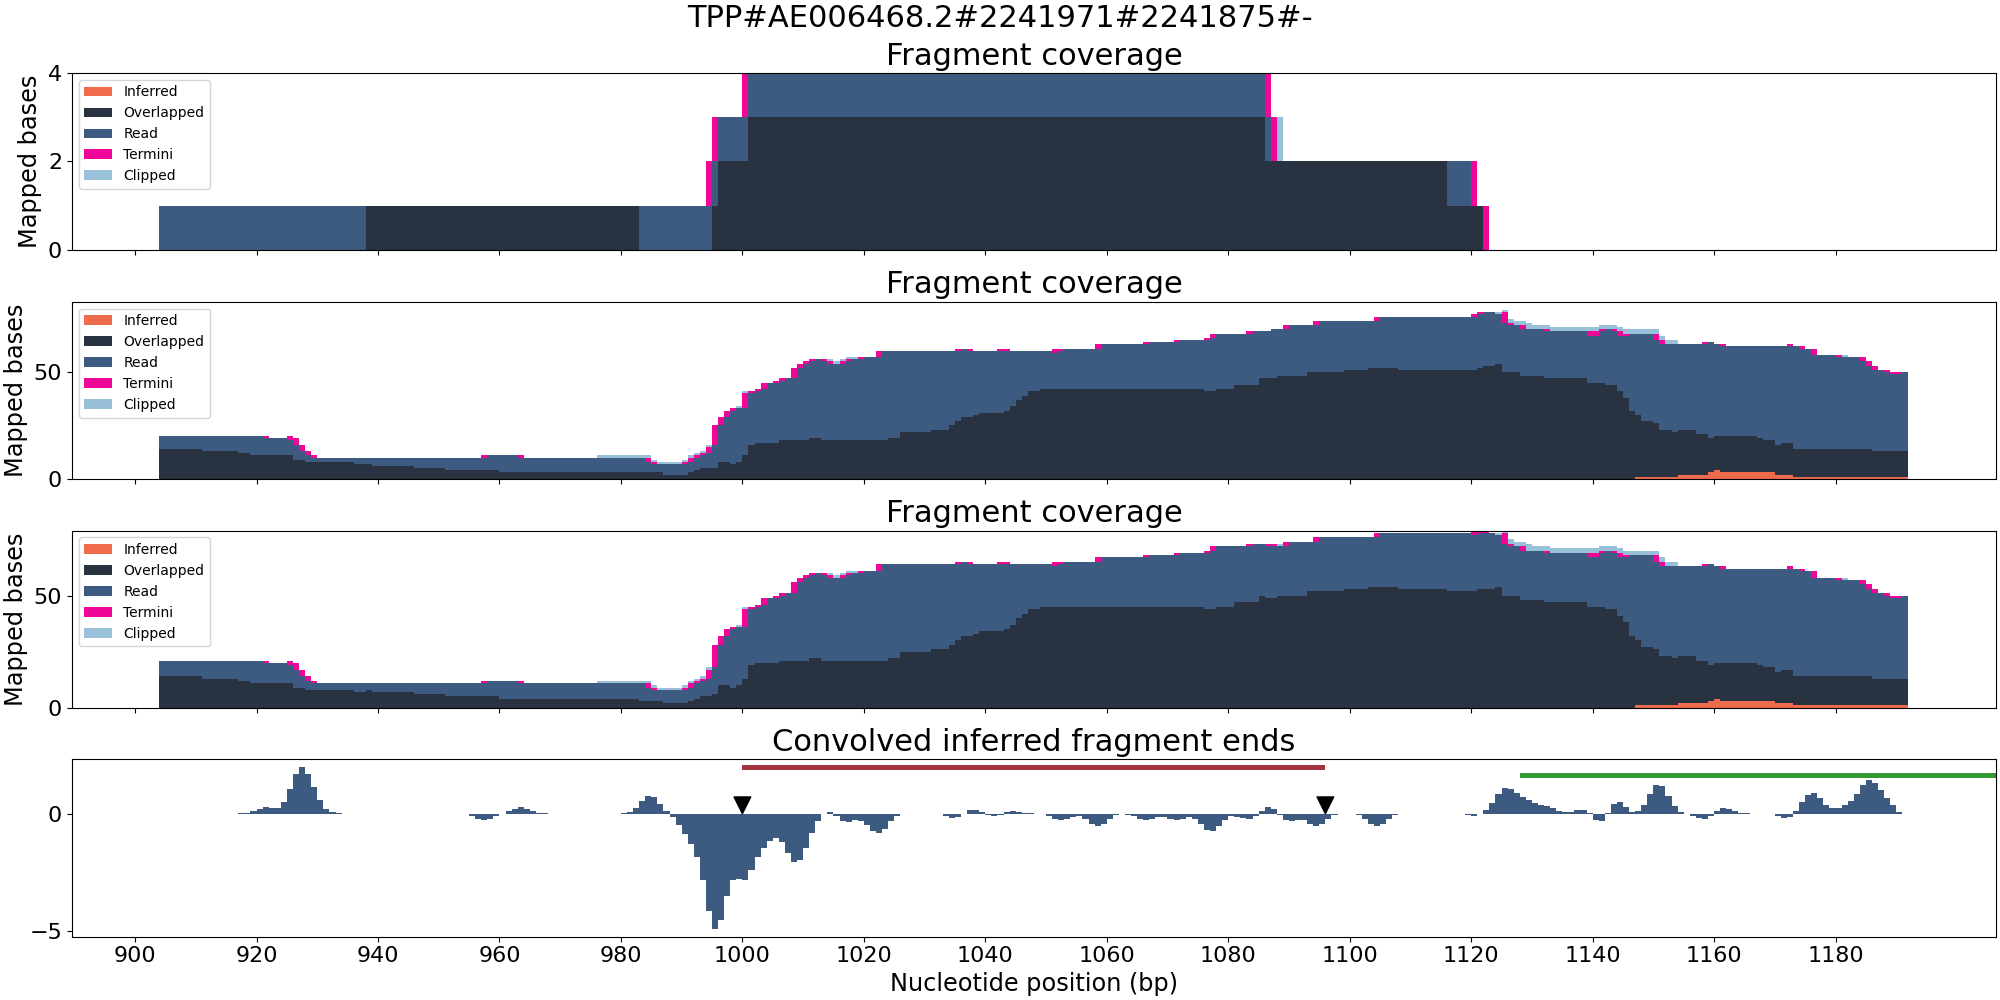 TPP#AE006468.2#2241971#2241875#-
Fragment coverage
Mapped bases
4
2
0
Inferred
Overlapped
Read
Termini
Clipped
Fragment coverage
Mapped bases
50
0
Inferred
Overlapped
Read
Termini
Clipped
Fragment coverage
Mapped bases
50
0
Inferred
Overlapped
Read
Termini
Clipped
Convolved inferred fragment ends
0
−5
900 920 940 960 980 1000 1020 1040 1060 1080 1100 1120 1140 1160 1180
Nucleotide position (bp)